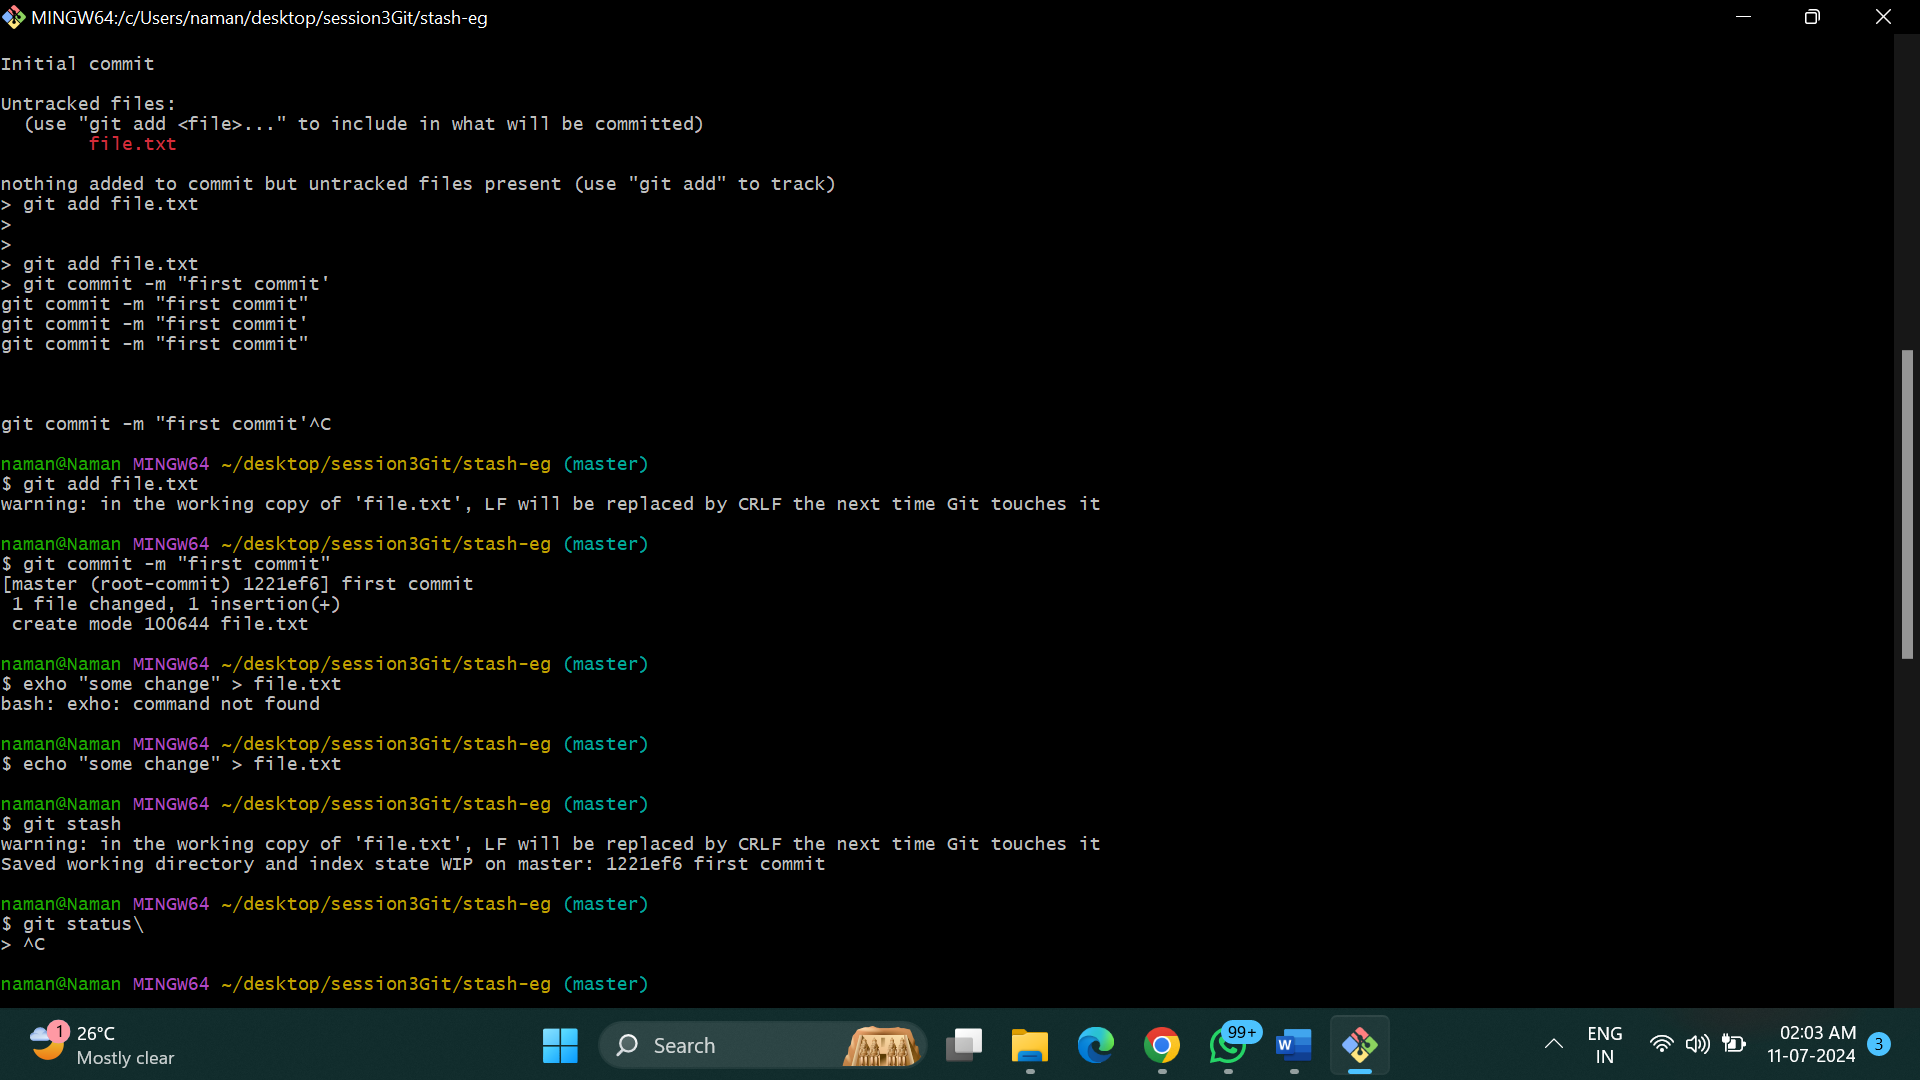 MINGW64:/c/Users/naman/desktop/session3Git/stash-eg
Initial commit
Untracked files:
  (use "git add <file>..." to include in what will be committed)
        file.txt
nothing added to commit but untracked files present (use "git add" to track)
> git add file.txt
>
>
> git add file.txt
> git commit -m "first commit'
git commit -m "first commit"
git commit -m "first commit'
git commit -m "first commit"
git commit -m "first commit'^C
naman@Naman MINGW64 ~/desktop/session3Git/stash-eg (master)
$ git add file.txt
warning: in the working copy of 'file.txt', LF will be replaced by CRLF the next time Git touches it
naman@Naman MINGW64 ~/desktop/session3Git/stash-eg (master)
$ git commit -m "first commit"
[master (root-commit) 1221ef6] first commit
 1 file changed, 1 insertion(+)
 create mode 100644 file.txt
naman@Naman MINGW64 ~/desktop/session3Git/stash-eg (master)
$ exho "some change" > file.txt
bash: exho: command not found
naman@Naman MINGW64 ~/desktop/session3Git/stash-eg (master)
$ echo "some change" > file.txt
naman@Naman MINGW64 ~/desktop/session3Git/stash-eg (master)
$ git stash
warning: in the working copy of 'file.txt', LF will be replaced by CRLF the next time Git touches it
Saved working directory and index state WIP on master: 1221ef6 first commit
naman@Naman MINGW64 ~/desktop/session3Git/stash-eg (master)
$ git status\
> ^C
naman@Naman MINGW64 ~/desktop/session3Git/stash-eg (master)
1
26°C
Mostly clear
Search
99+
W
ENG
IN
02:03 AM
11-07-2024
3